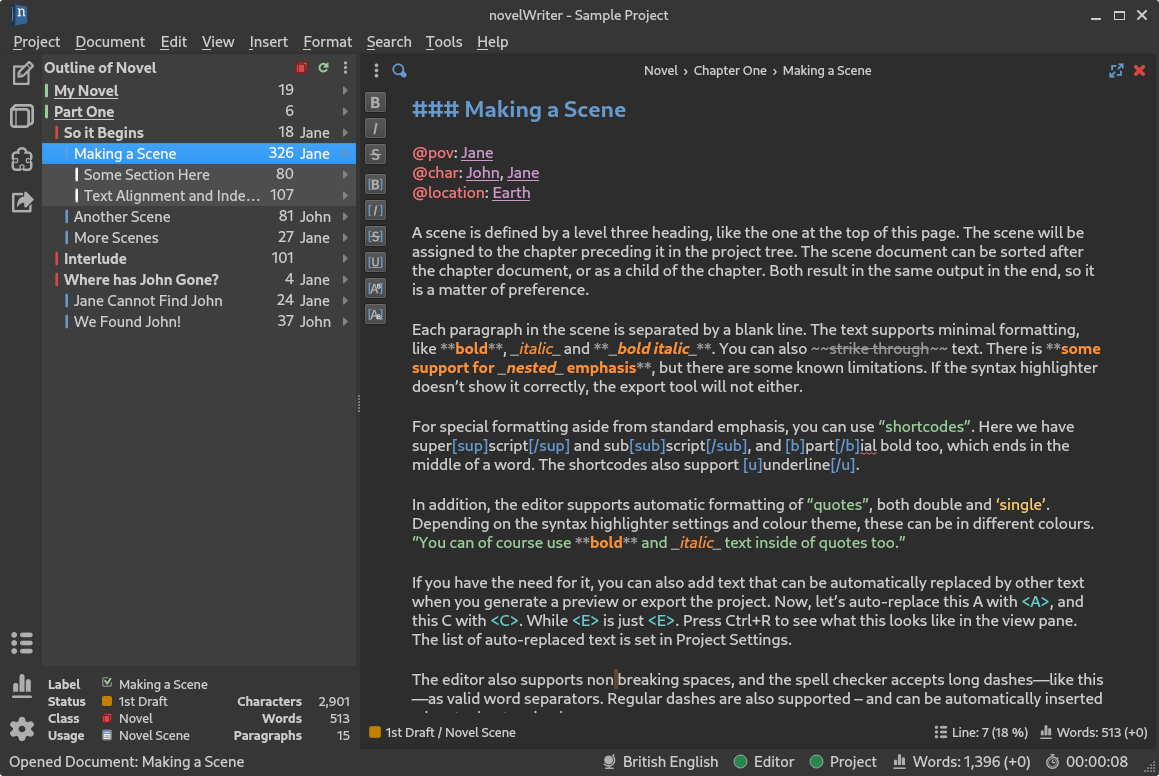 novelWriter - Sample Project
Project Document Edit View Insert Format Search Tools Help
Outline of Novel
My Novel 19
Part One 6
So it Begins 18 Jane
Making a Scene 326 Jane
Some Section Here 80
Text Alignment and Inde… 107
Another Scene 81 John
More Scenes 27 Jane
Interlude 101
Where has John Gone? 4 Jane
Jane Cannot Find John 24 Jane
We Found John! 37 John
Label Making a Scene
Status 1st Draft Characters 2,901
Class Novel Words 513
Usage Novel Scene Paragraphs 15
Novel › Chapter One › Making a Scene
B
I
S
[B]
[I]
[S]
[U]
### Making a Scene
@pov: Jane
@char: John, Jane
@location: Earth
A scene is defined by a level three heading, like the one at the top of this page. The scene will be
assigned to the chapter preceding it in the project tree. The scene document can be sorted after
the chapter document, or as a child of the chapter. Both result in the same output in the end, so it
is a matter of preference.
Each paragraph in the scene is separated by a blank line. The text supports minimal formatting,
like **bold**, _italic_ and **_bold italic_**. You can also ~~strike through~~ text. There is **some
support for _nested_ emphasis**, but there are some known limitations. If the syntax highlighter
doesn’t show it correctly, the export tool will not either.
For special formatting aside from standard emphasis, you can use “shortcodes”. Here we have
super[sup]script[/sup] and sub[sub]script[/sub], and [b]part[/b]ial bold too, which ends in the
middle of a word. The shortcodes also support [u]underline[/u].
In addition, the editor supports automatic formatting of “quotes”, both double and ‘single’.
Depending on the syntax highlighter settings and colour theme, these can be in different colours.
“You can of course use **bold** and _italic_ text inside of quotes too.”
If you have the need for it, you can also add text that can be automatically replaced by other text
when you generate a preview or export the project. Now, let’s auto-replace this A with <A>, and
this C with <C>. While <E> is just <E>. Press Ctrl+R to see what this looks like in the view pane.
The list of auto-replaced text is set in Project Settings.
The editor also supports non breaking spaces, and the spell checker accepts long dashes—like this
—as valid word separators. Regular dashes are also supported – and can be automatically inserted
1st Draft / Novel Scene Line: 7 (18 %) Words: 513 (+0)
Opened Document: Making a Scene British English Editor Project Words: 1,396 (+0) 00:00:08